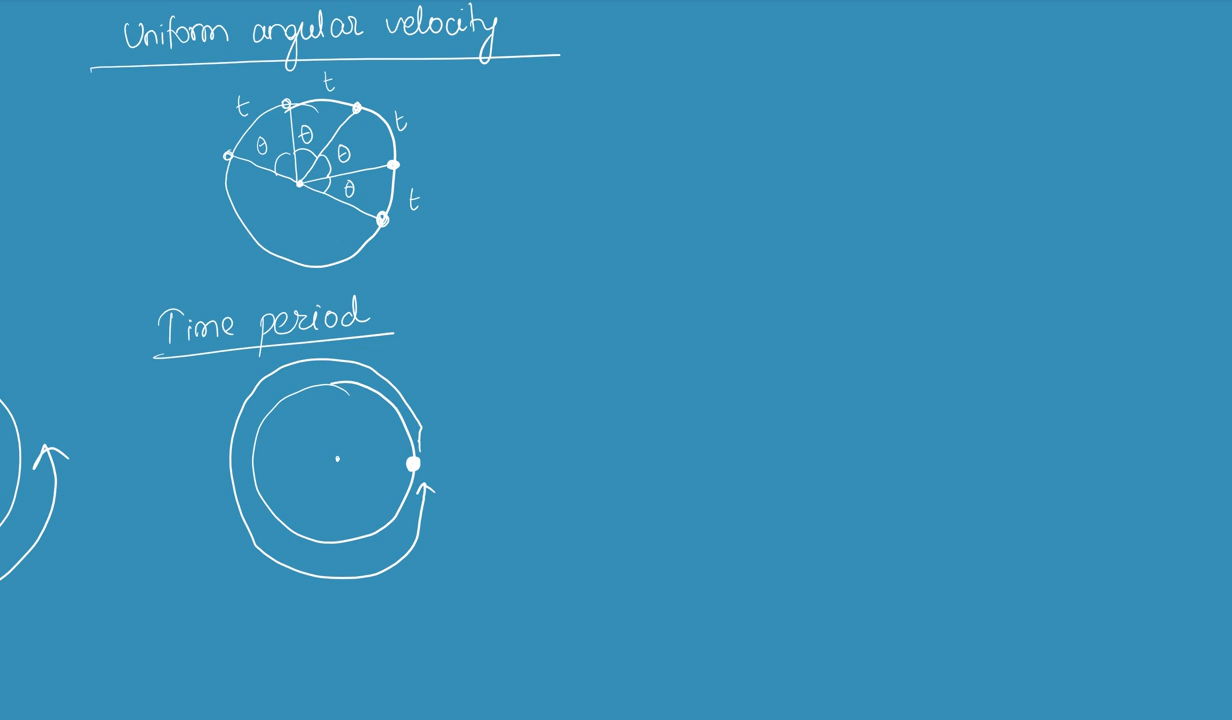 Uniform angular velocity
t
t
t
θ
θ
θ
θ
t
Time period